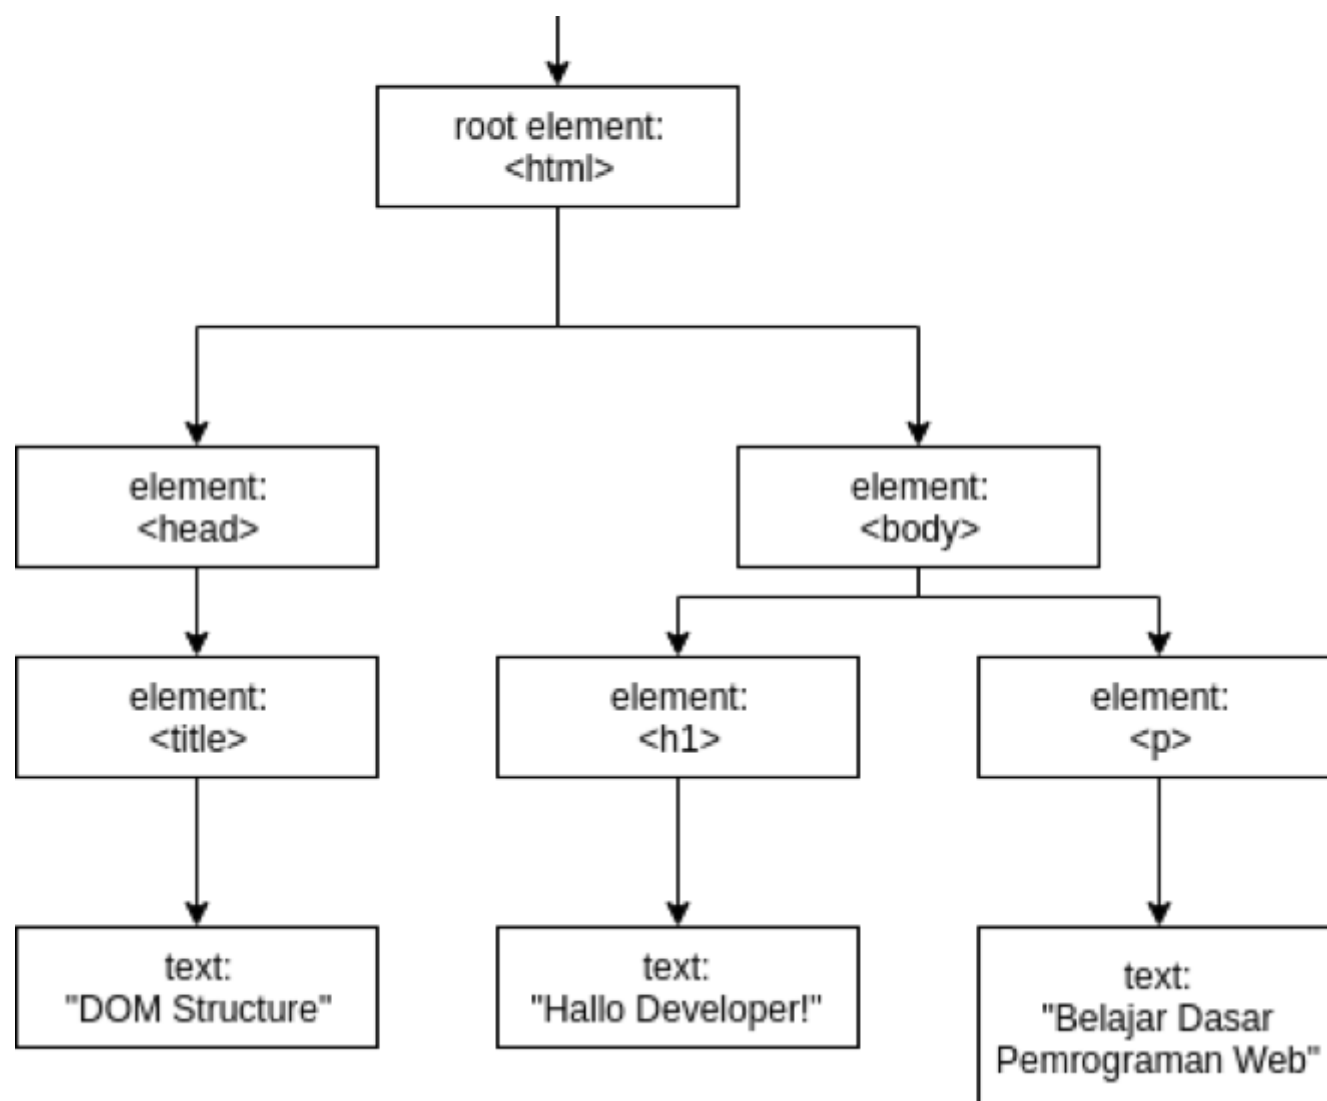 root element:
<html>
element:
<head>
element:
<body>
element:
<title>
element:
<h1>
element:
<p>
text:
"DOM Structure"
text:
"Hallo Developer!"
text:
"Belajar Dasar
Pemrograman Web"